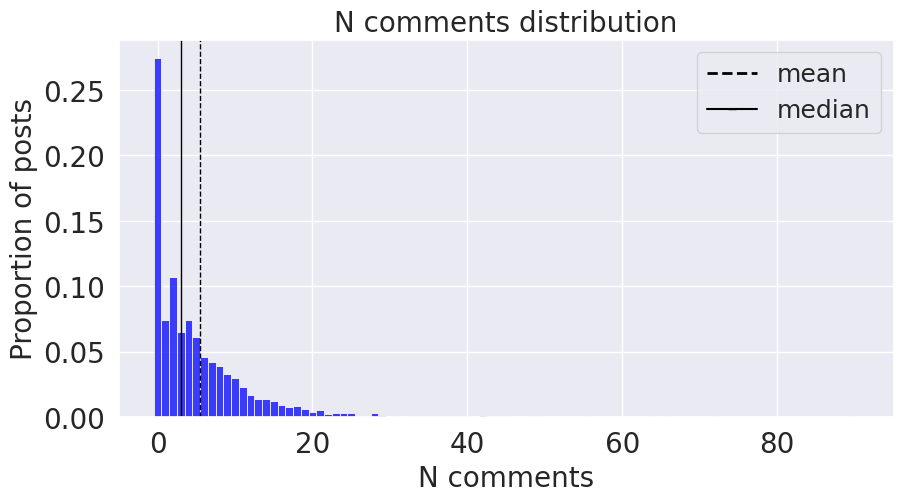 N comments distribution
mean
median
Proportion of posts
0.25
0.20
0.15
0.10
0.05
0.00
0 20 40 60 80
N comments